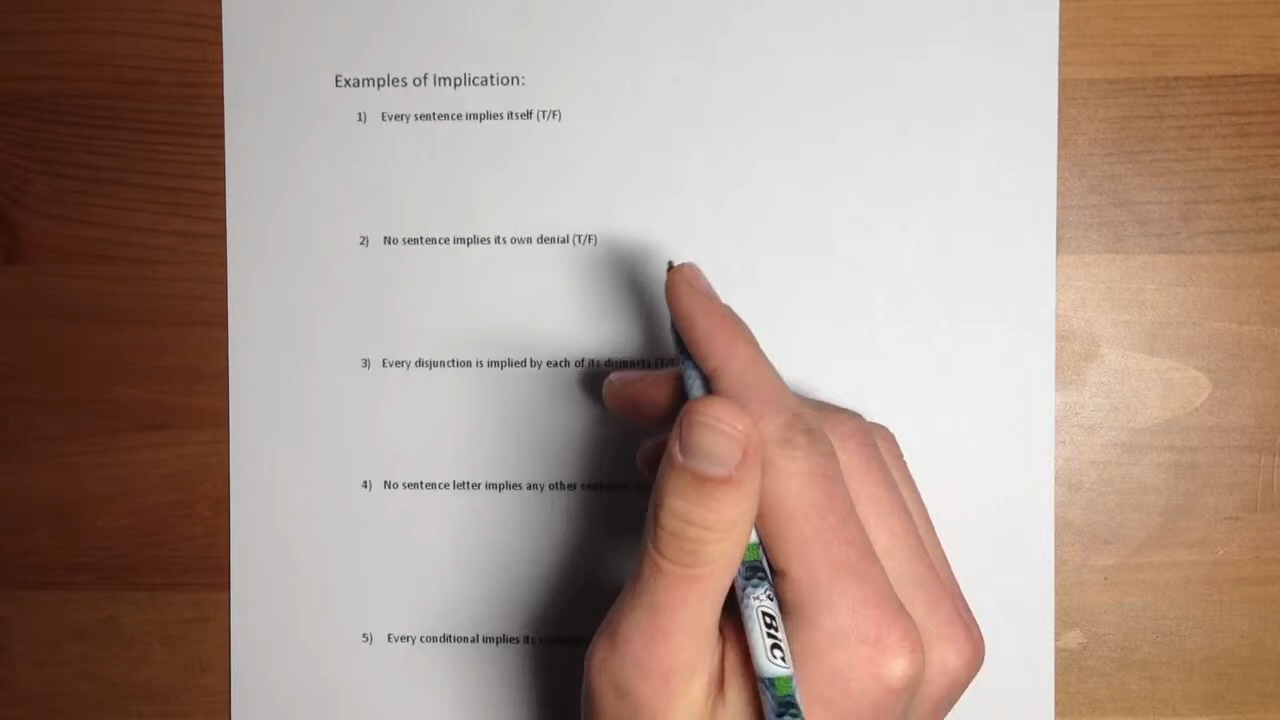 Examples of Implication:
1) Every sentence implies itself (T/F)
2) No sentence implies its own denial (T/F)
3) Every disjunction is implied by each of its disjuncts (T/F)
4) No sentence letter implies any other
5) Every conditional implies its
BIC